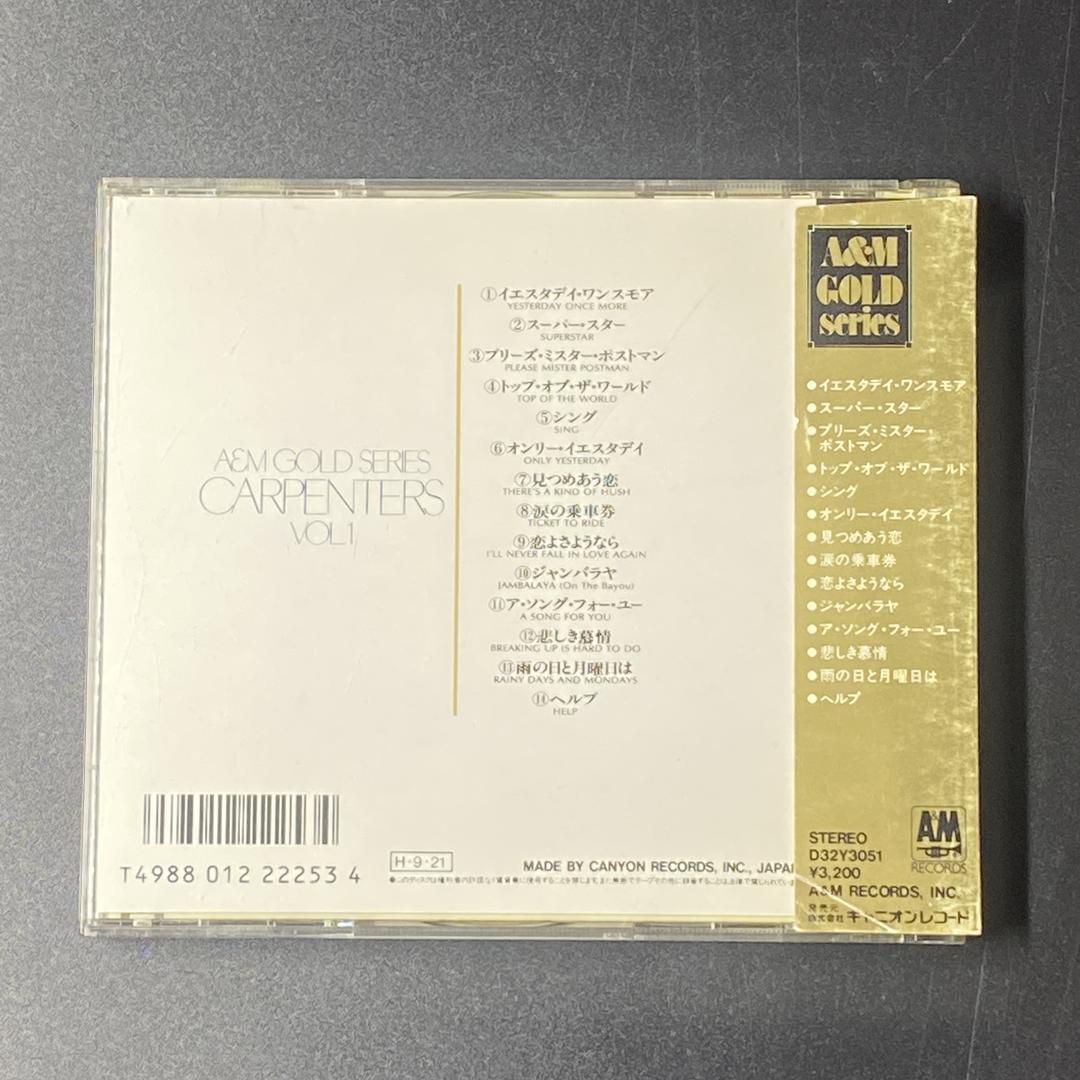 A&M GOLD SERIES
CARPENTERS
VOL.1
①イエスタデイ・ワンスモア
YESTERDAY ONCE MORE
②スーパー・スター
SUPERSTAR
③プリーズ・ミスター・ポストマン
PLEASE MISTER POSTMAN
④トップ・オブ・ザ・ワールド
TOP OF THE WORLD
⑤シング
SING
⑥オンリー・イエスタデイ
ONLY YESTERDAY
⑦見つめあう恋
THERE'S A KIND OF HUSH
⑧涙の乗車券
TICKET TO RIDE
⑨恋よさようなら
I'LL NEVER FALL IN LOVE AGAIN
⑩ジャンバラヤ
JAMBALAYA (On The Bayou)
⑪ア・ソング・フォー・ユー
A SONG FOR YOU
⑫悲しき慕情
BREAKING UP IS HARD TO DO
⑬雨の日と月曜日は
RAINY DAYS AND MONDAYS
⑭ヘルプ
HELP
T4988 012 22253 4
H・9・21
MADE BY CANYON RECORDS, INC., JAPAN
A&M
GOLD
series
●イエスタデイ・ワンスモア
●スーパー・スター
●プリーズ・ミスター・
ポストマン
●トップ・オブ・ザ・ワールド
●シング
●オンリー・イエスタデイ
●見つめあう恋
●涙の乗車券
●恋よさようなら
●ジャンバラヤ
●ア・ソング・フォー・ユー
●悲しき慕情
●雨の日と月曜日は
●ヘルプ
STEREO
D32Y3051
¥3,200
A&M
RECORDS
A&M RECORDS, INC.
発売元
株式会社 キャニオンレコード